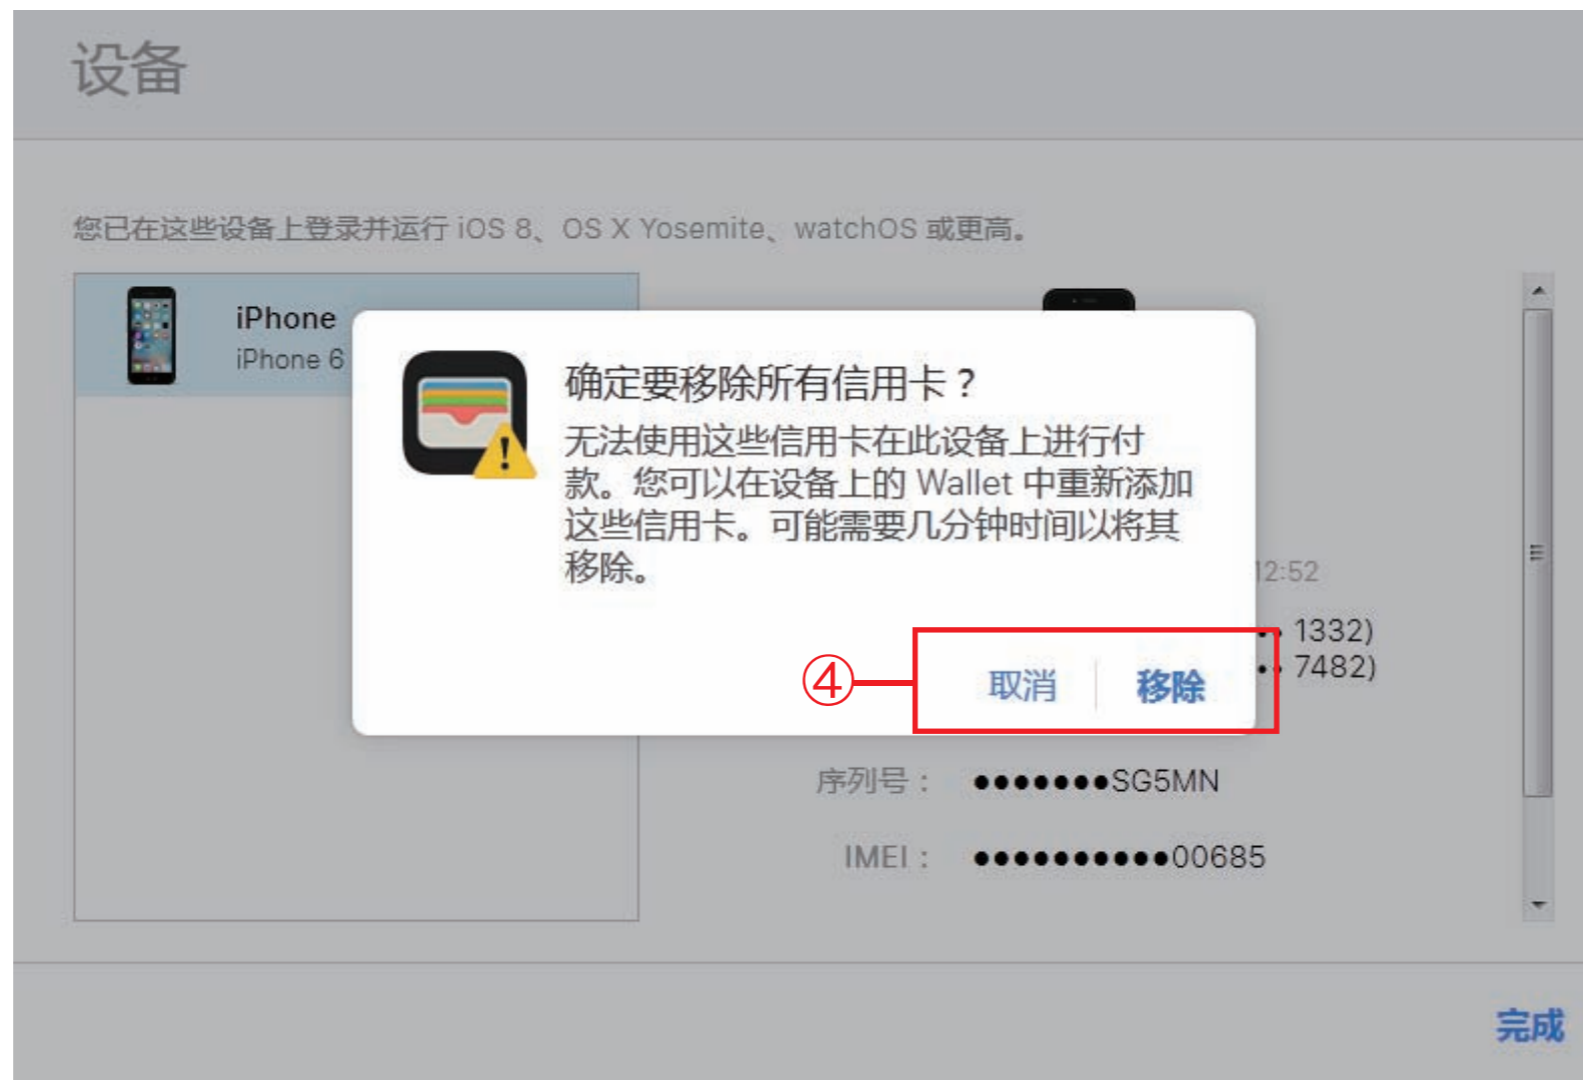 设备
您已在这些设备上登录并运行 iOS 8、OS X Yosemite、watchOS 或更高。
iPhone
iPhone 6
确定要移除所有信用卡？
无法使用这些信用卡在此设备上进行付
款。您可以在设备上的 Wallet 中重新添加
这些信用卡。可能需要几分钟时间以将其
移除。
12:52
•• 1332)
•• 7482)
④
取消 移除
序列号： •••••••SG5MN
IMEI： ••••••••••00685
完成